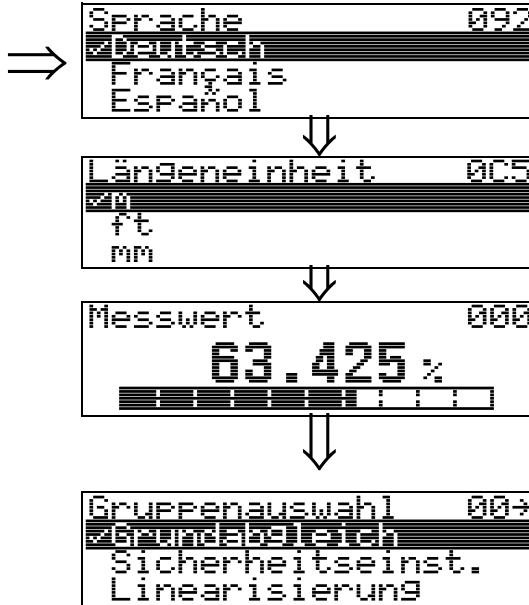 Sprache 092
✓Deutsch
Français
Español
Längeneinheit 0C5
✓m
ft
mm
Messwert 000
63.425 %
Gruppenauswahl 00→
✓Grundabgleich
Sicherheitseinst.
Linearisierung